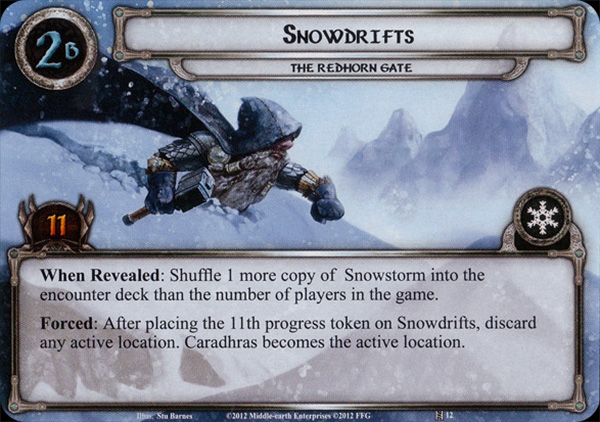 2B
SNOWDRIFTS
THE REDHORN GATE
11
When Revealed: Shuffle 1 more copy of Snowstorm into the
encounter deck than the number of players in the game.
Forced: After placing the 11th progress token on Snowdrifts, discard
any active location. Caradhras becomes the active location.
Illus. Stu Barnes ©2012 Middle-earth Enterprises ©2012 FFG 12